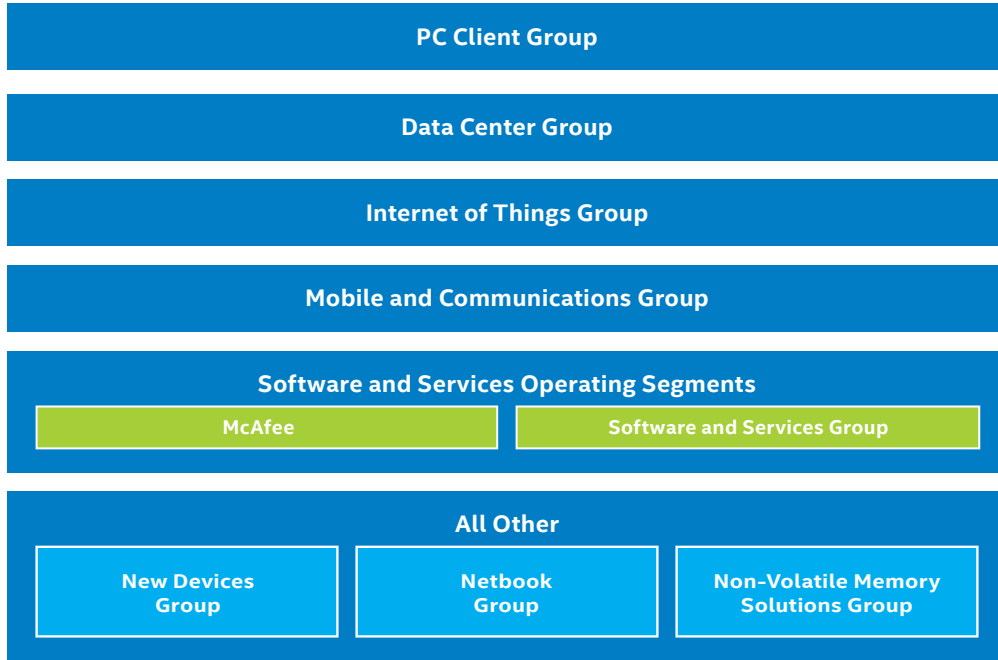 PC Client Group
Data Center Group
Internet of Things Group
Mobile and Communications Group
Software and Services Operating Segments
McAfee
Software and Services Group
All Other
New Devices
Group
Netbook
Group
Non-Volatile Memory
Solutions Group